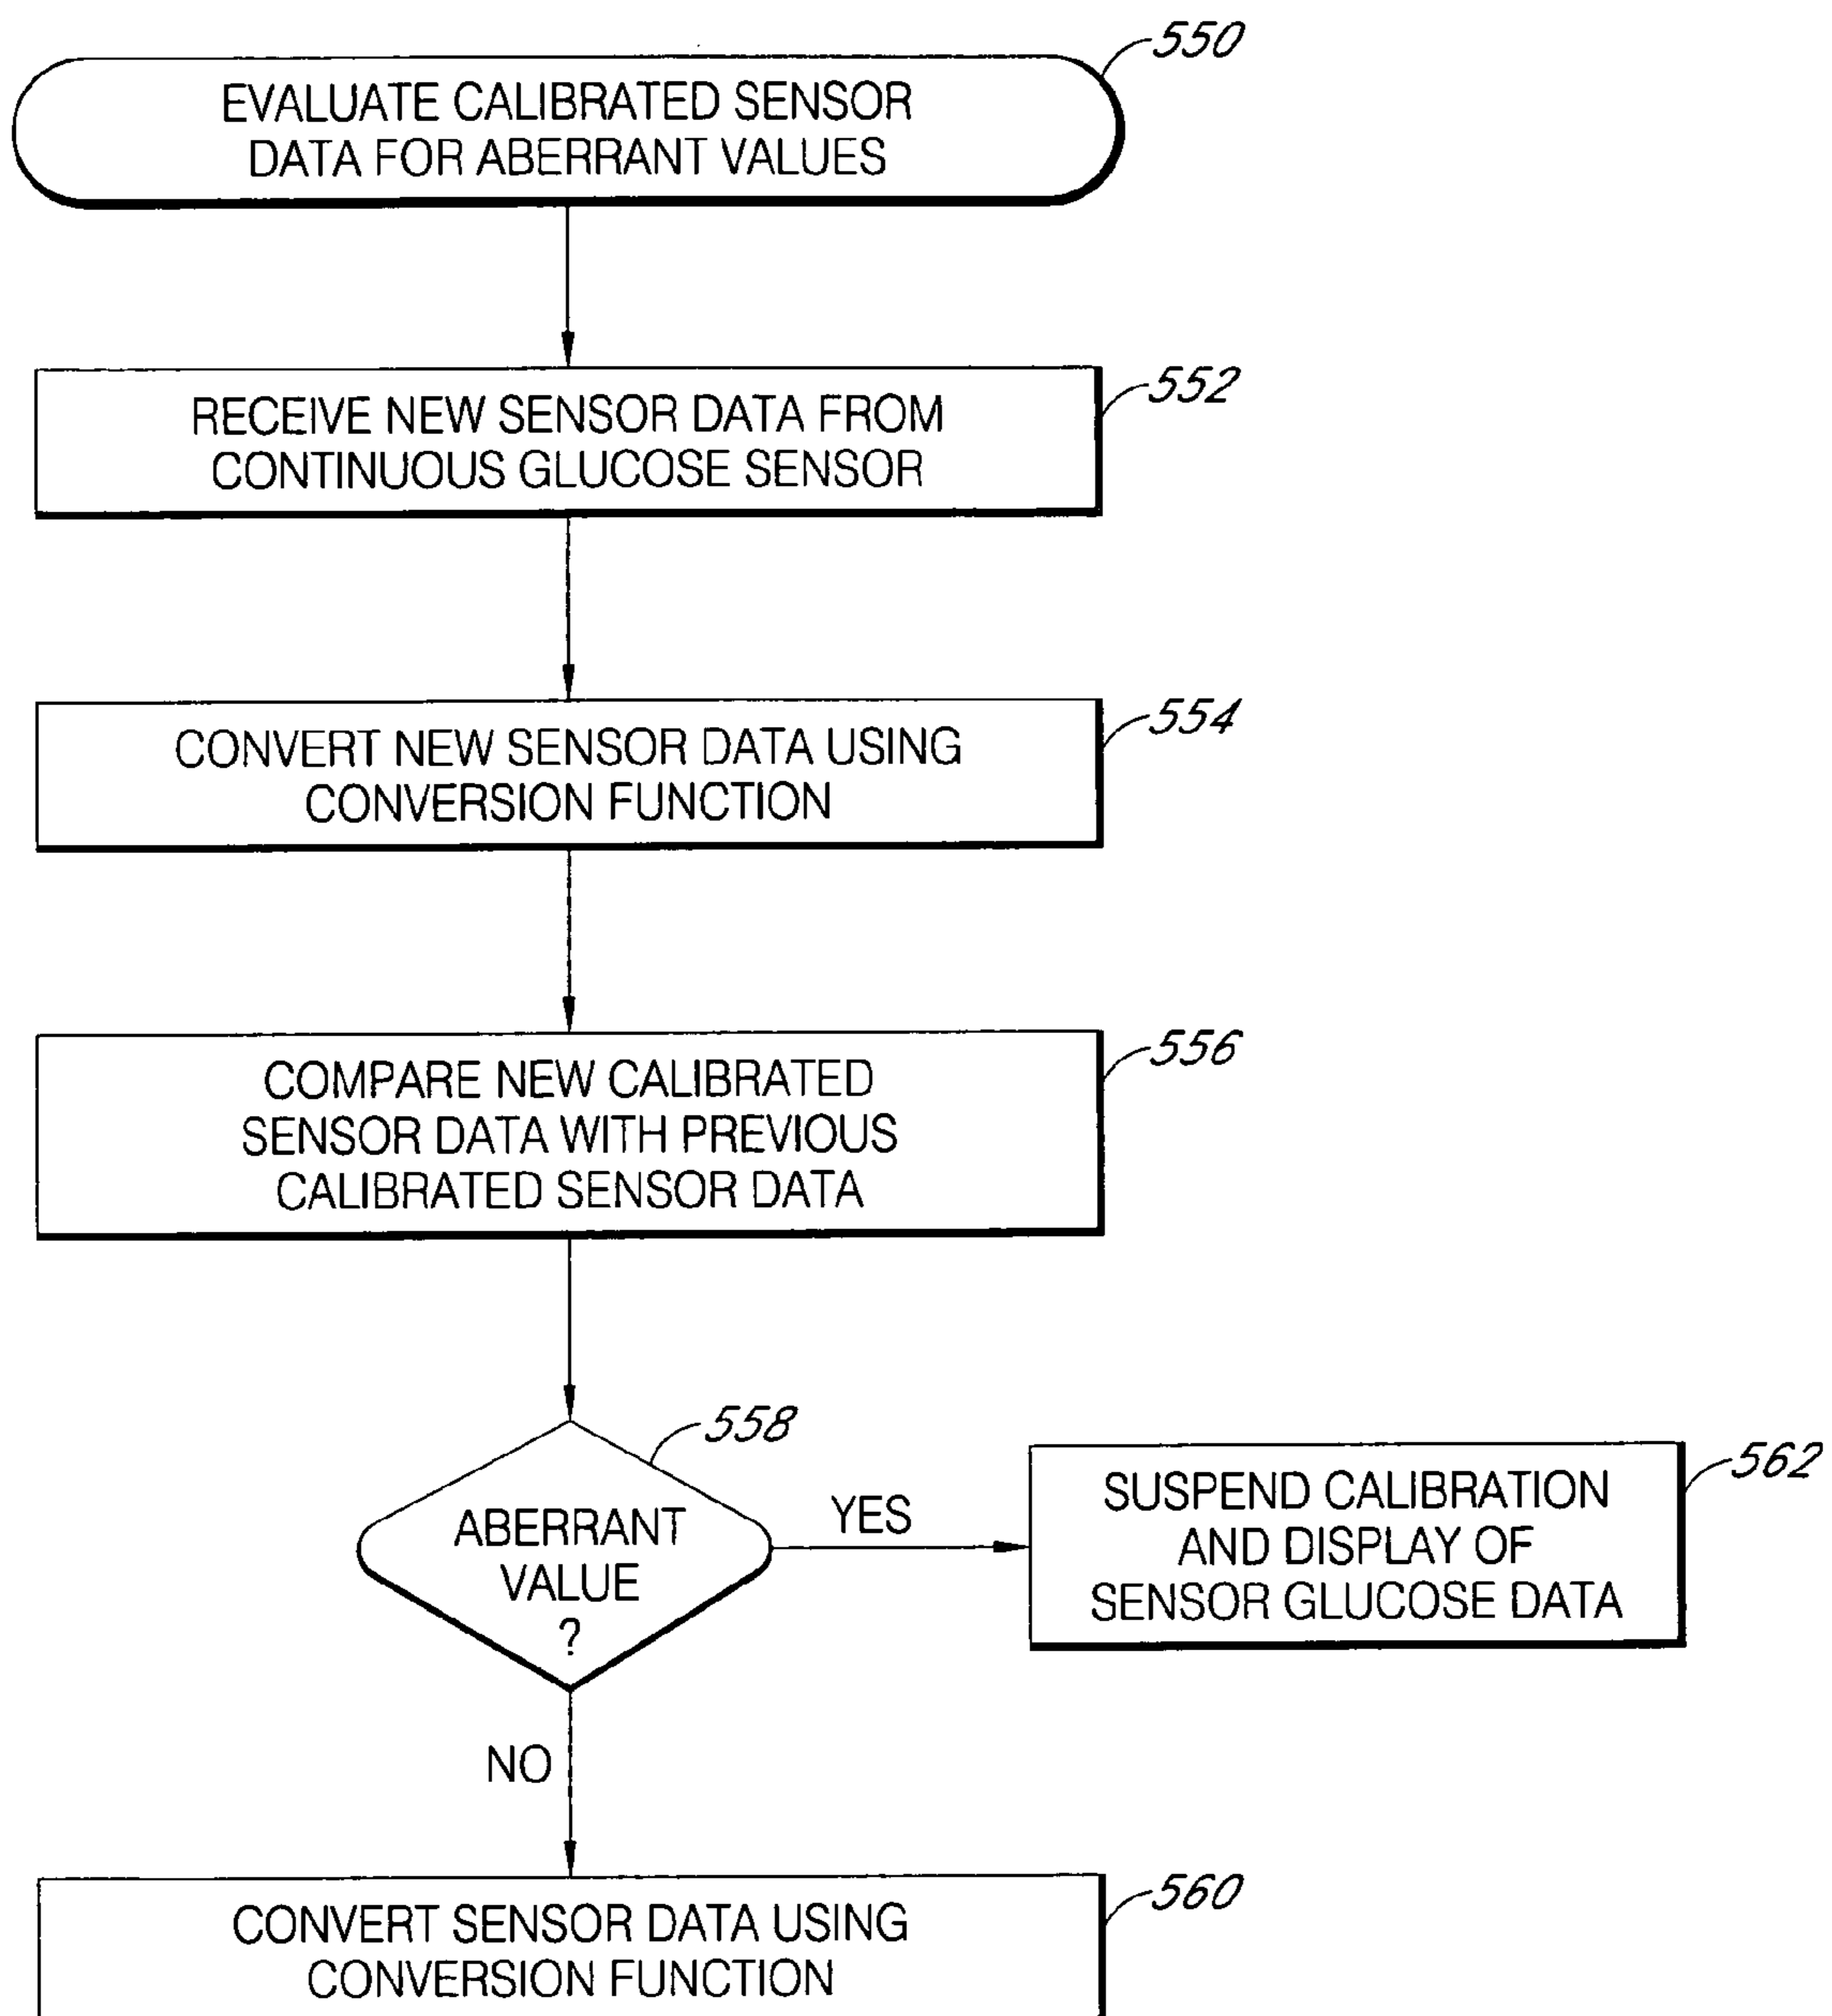 550
EVALUATE CALIBRATED SENSOR
DATA FOR ABERRANT VALUES
552
RECEIVE NEW SENSOR DATA FROM
CONTINUOUS GLUCOSE SENSOR
554
CONVERT NEW SENSOR DATA USING
CONVERSION FUNCTION
556
COMPARE NEW CALIBRATED
SENSOR DATA WITH PREVIOUS
CALIBRATED SENSOR DATA
558
ABERRANT
VALUE
?
YES
562
SUSPEND CALIBRATION
AND DISPLAY OF
SENSOR GLUCOSE DATA
NO
560
CONVERT SENSOR DATA USING
CONVERSION FUNCTION